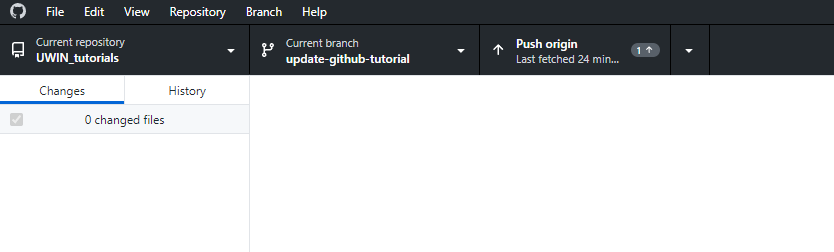 File Edit View Repository Branch Help
Current repository
UWIN_tutorials
Current branch
update-github-tutorial
Push origin
Last fetched 24 min...
1
Changes History
0 changed files